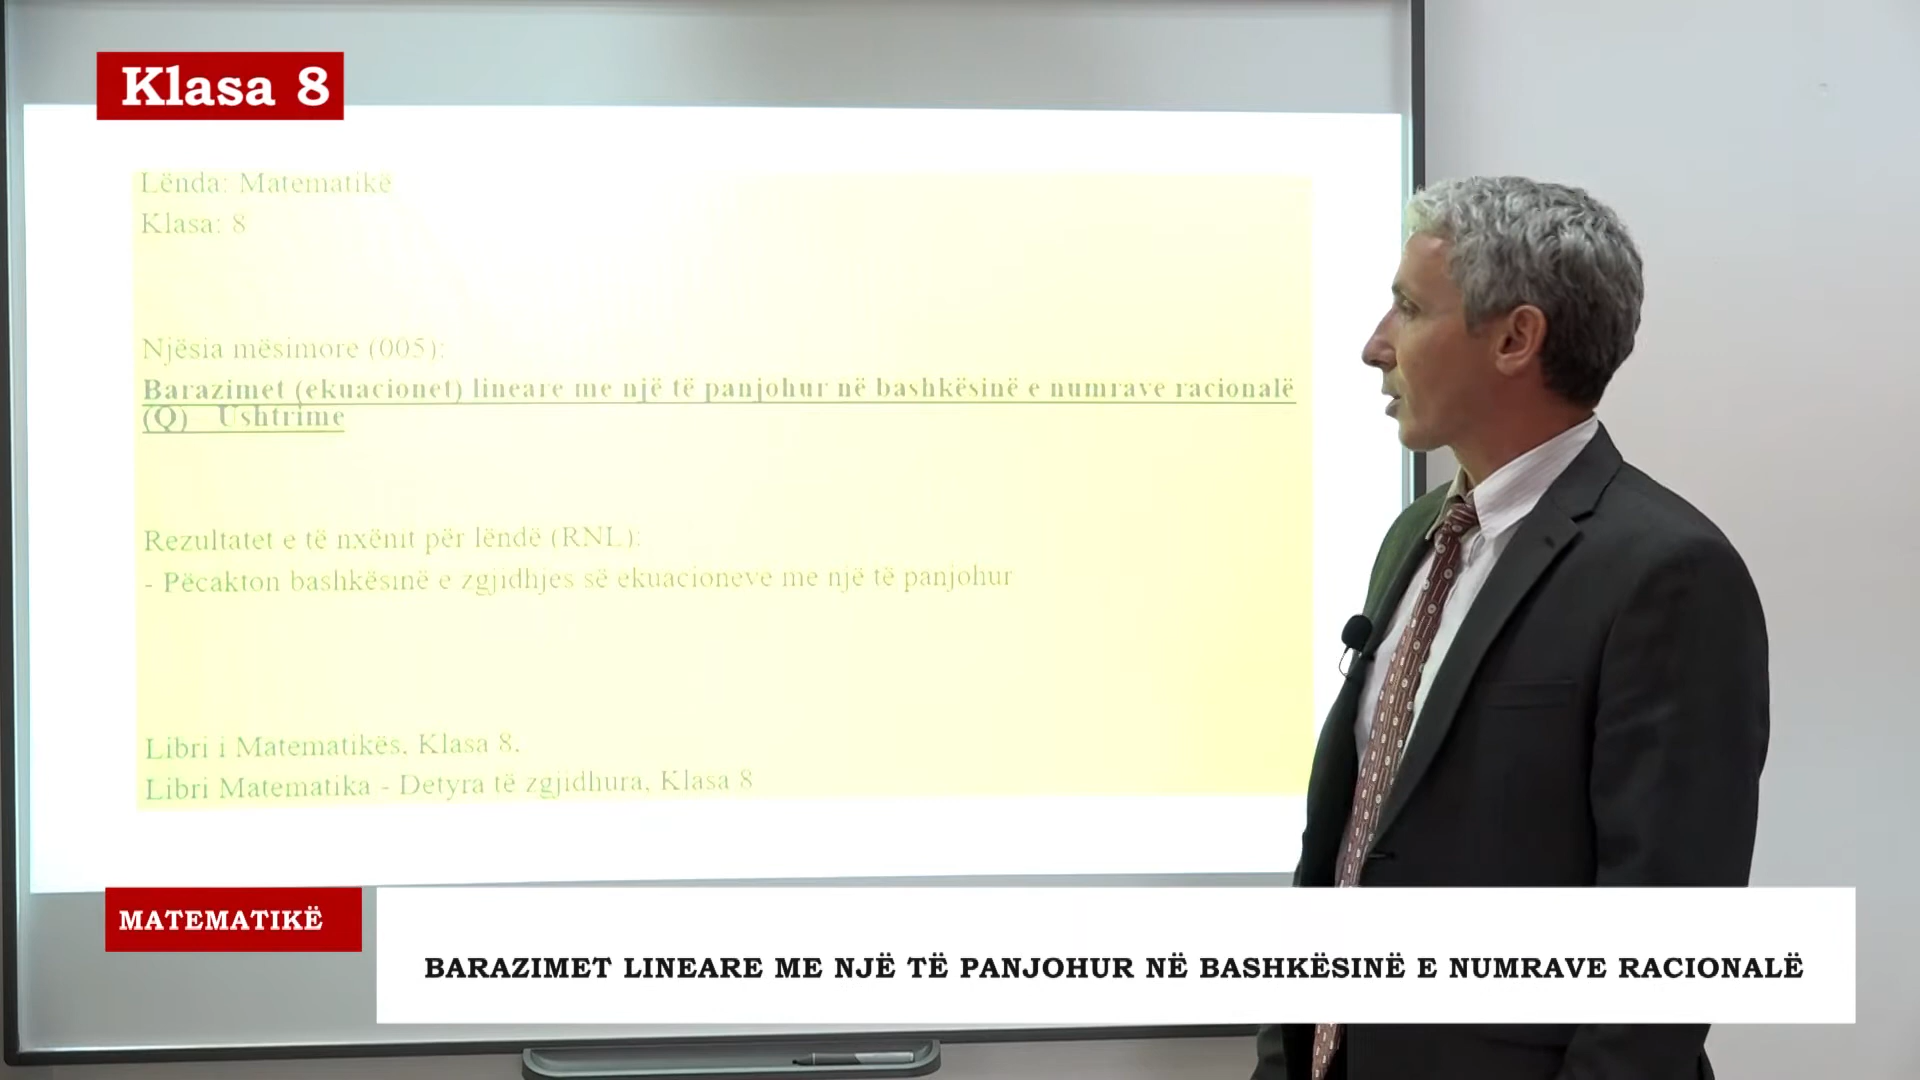 Klasa 8
Lënda: Matematikë
Klasa: 8
Njësia mësimore (005):
Barazimet (ekuacionet) lineare me një të panjohur në bashkësinë e numrave racionalë
(Q) Ushtrime
Rezultatet e të nxënit për lëndë (RNL):
- Pëcakton bashkësinë e zgjidhjes së ekuacioneve me një të panjohur
Libri i Matematikës, Klasa 8,
Libri Matematika - Detyra të zgjidhura, Klasa 8
MATEMATIKË
BARAZIMET LINEARE ME NJË TË PANJOHUR NË BASHKËSINË E NUMRAVE RACIONALË